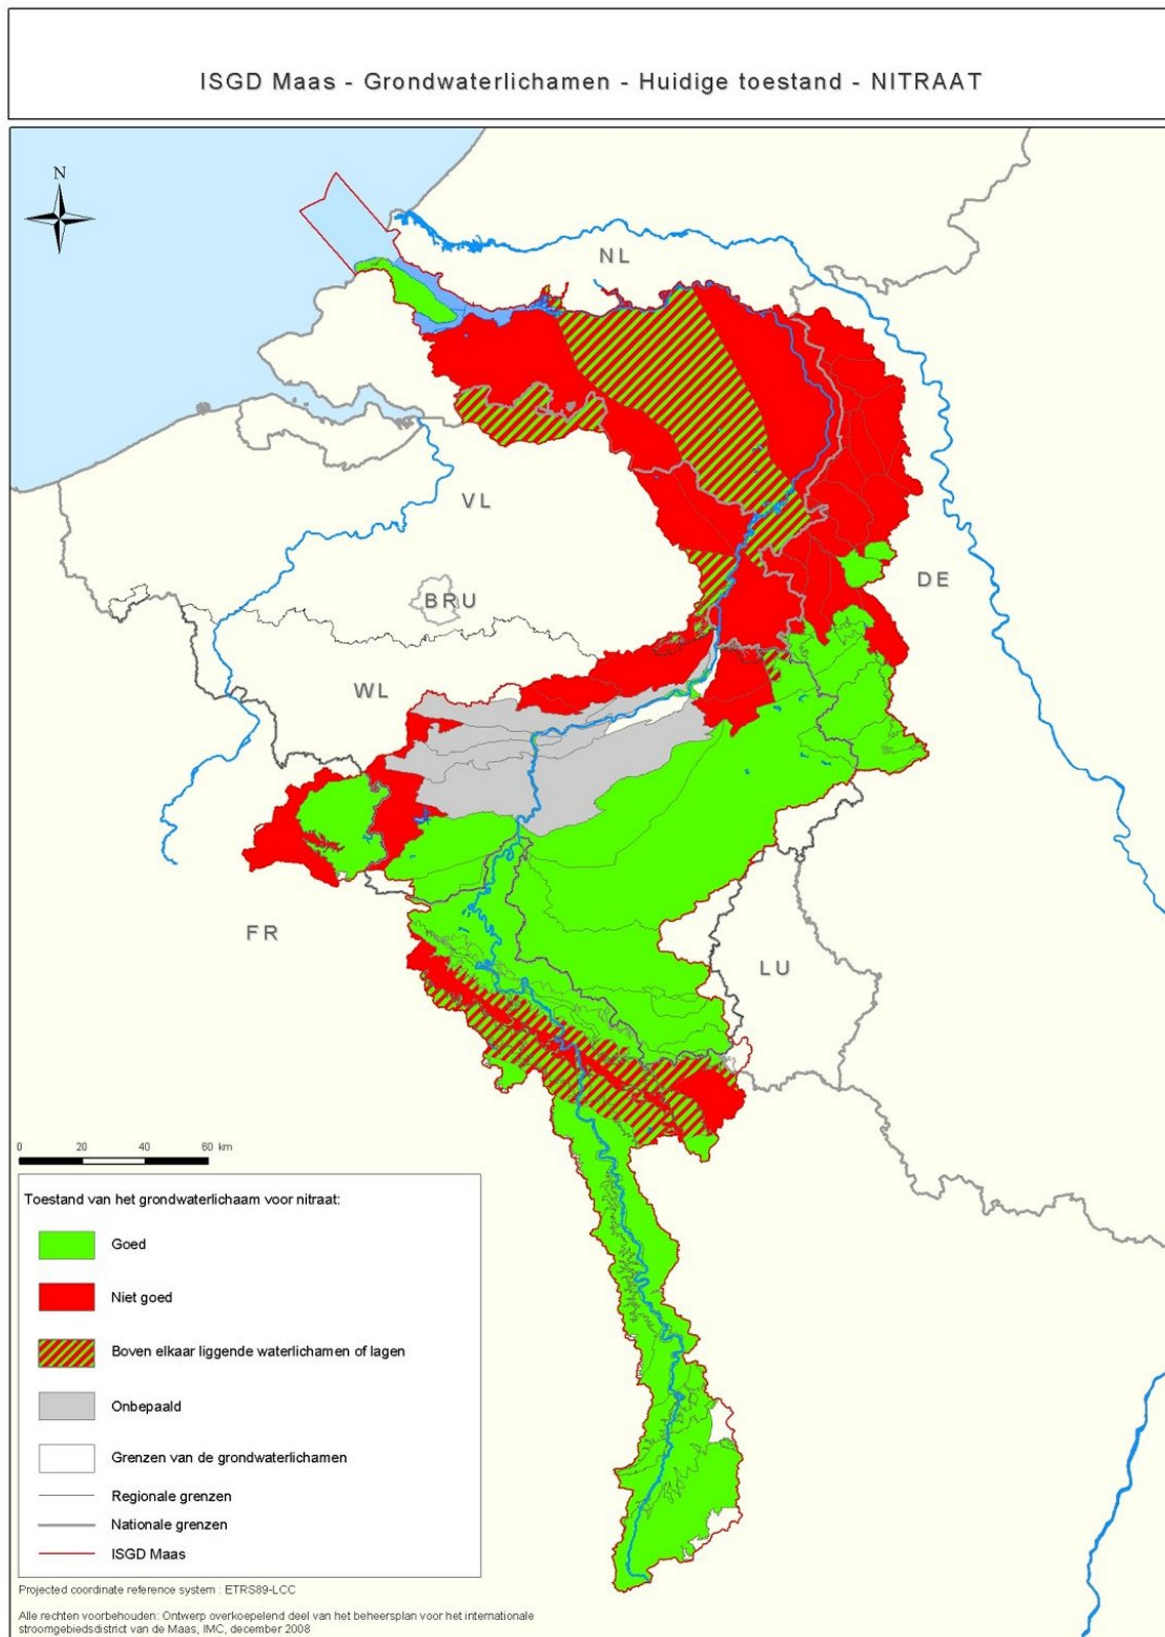 ISGD Maas - Grondwaterlichamen - Huidige toestand - NITRAAT
N
NL
VL
BRU
DE
WL
FR
LU
0 20 40 60 km
Toestand van het grondwaterlichaam voor nitraat:
Goed
Niet goed
Boven elkaar liggende waterlichamen of lagen
Onbepaald
Grenzen van de grondwaterlichamen
Regionale grenzen
Nationale grenzen
ISGD Maas
Projected coordinate reference system : ETRS89-LCC
Alle rechten voorbehouden: Ontwerp overkoepelend deel van het beheersplan voor het internationale
stroomgebiedsdistrict van de Maas, IMC, december 2008